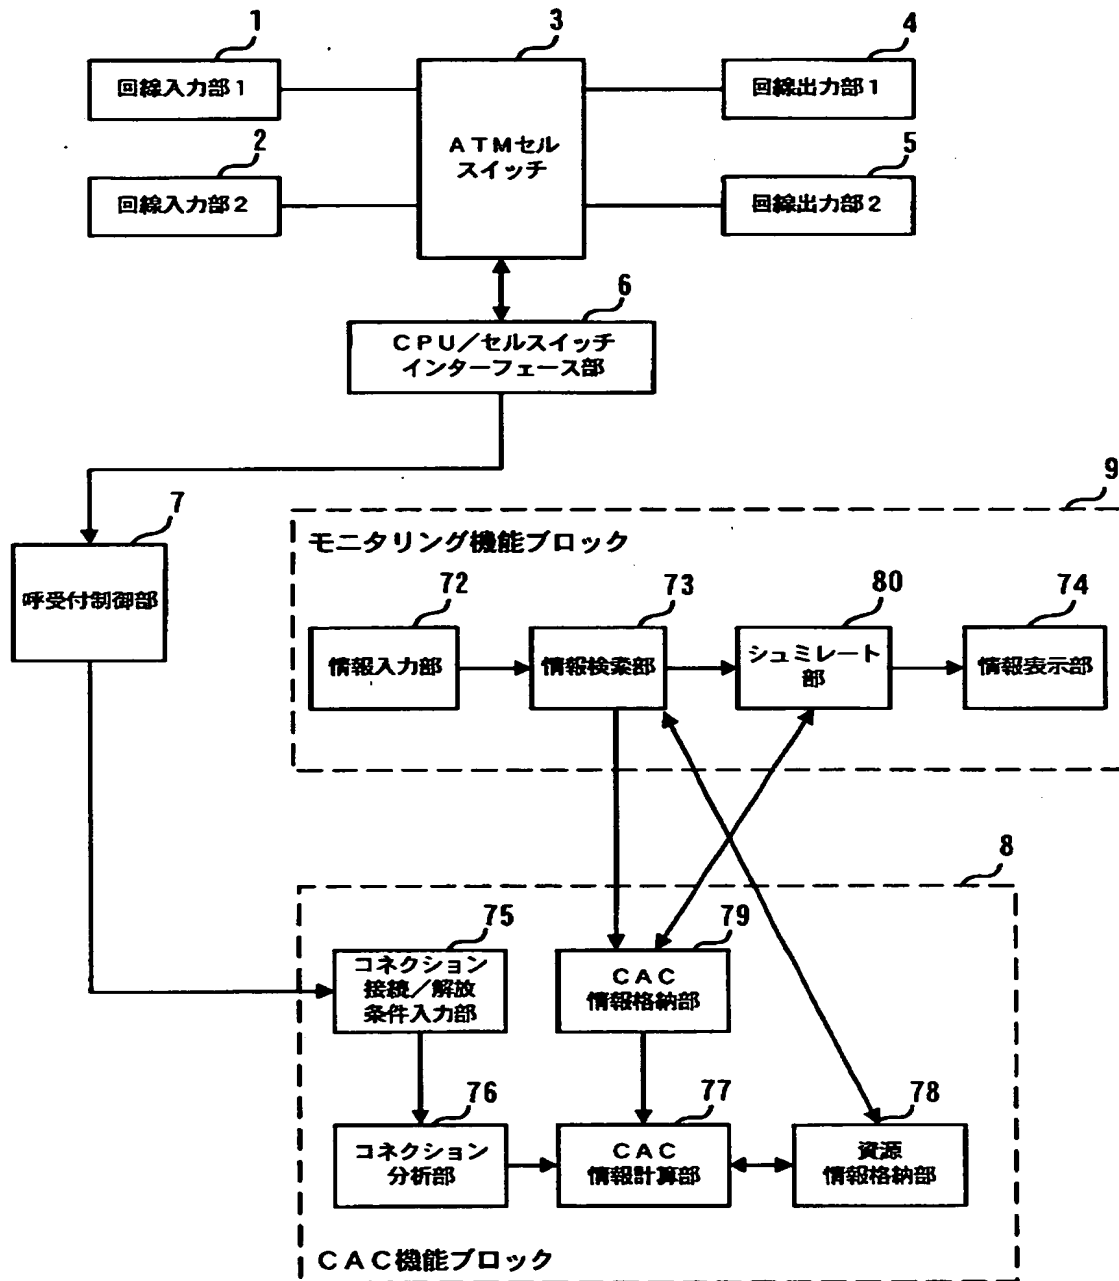 1
3
4
回線入力部1
回線出力部1
ATMセル
スイッチ
2
5
回線入力部2
回線出力部2
6
CPU/セルスイッチ
インターフェース部
9
7
モニタリング機能ブロック
呼受付制御部
72
73
80
74
情報入力部
情報検索部
シュミレート
部
情報表示部
8
75
79
コネクション
接続/解放
条件入力部
CAC
情報格納部
76
77
78
コネクション
分析部
CAC
情報計算部
資源
情報格納部
CAC機能ブロック